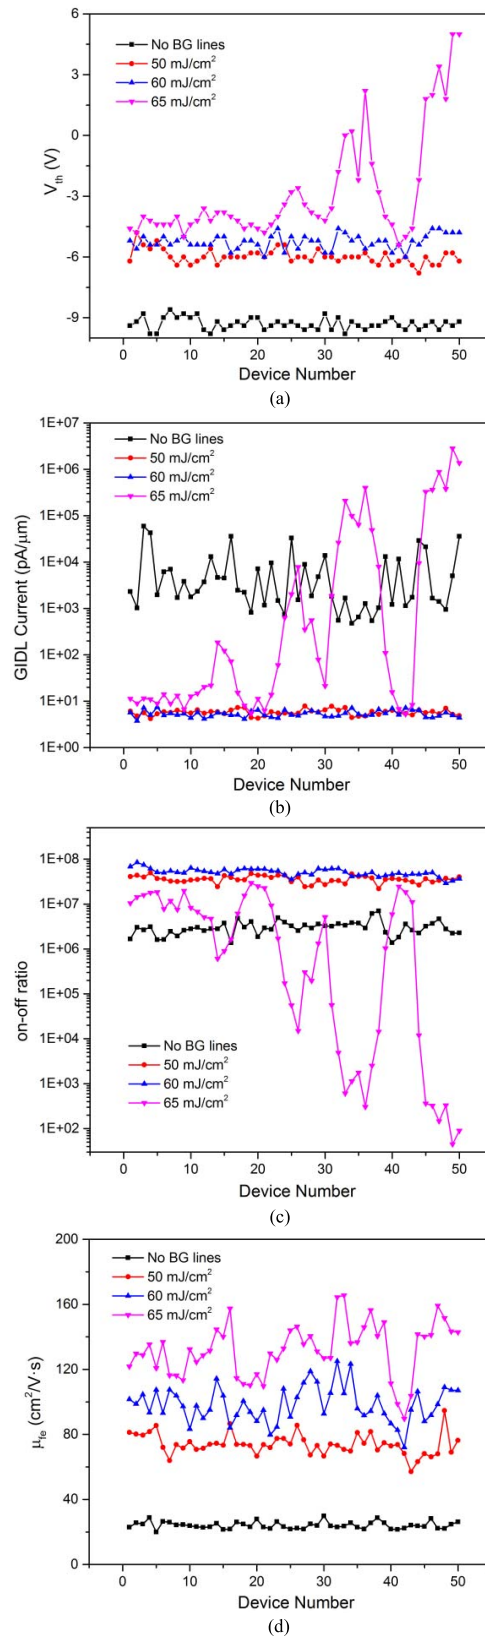 6
3
0
-3
-6
-9
V_th (V)
No BG lines
50 mJ/cm²
60 mJ/cm²
65 mJ/cm²
0 10 20 30 40 50
Device Number
(a)
1E+07
1E+06
1E+05
1E+04
1E+03
1E+02
1E+01
1E+00
GIDL Current (pA/μm)
No BG lines
50 mJ/cm²
60 mJ/cm²
65 mJ/cm²
0 10 20 30 40 50
Device Number
(b)
1E+08
1E+07
1E+06
1E+05
1E+04
1E+03
1E+02
on-off ratio
No BG lines
50 mJ/cm²
60 mJ/cm²
65 mJ/cm²
0 10 20 30 40 50
Device Number
(c)
200
160
120
80
40
0
μ_fe (cm²/V·s)
No BG lines
50 mJ/cm²
60 mJ/cm²
65 mJ/cm²
0 10 20 30 40 50
Device Number
(d)